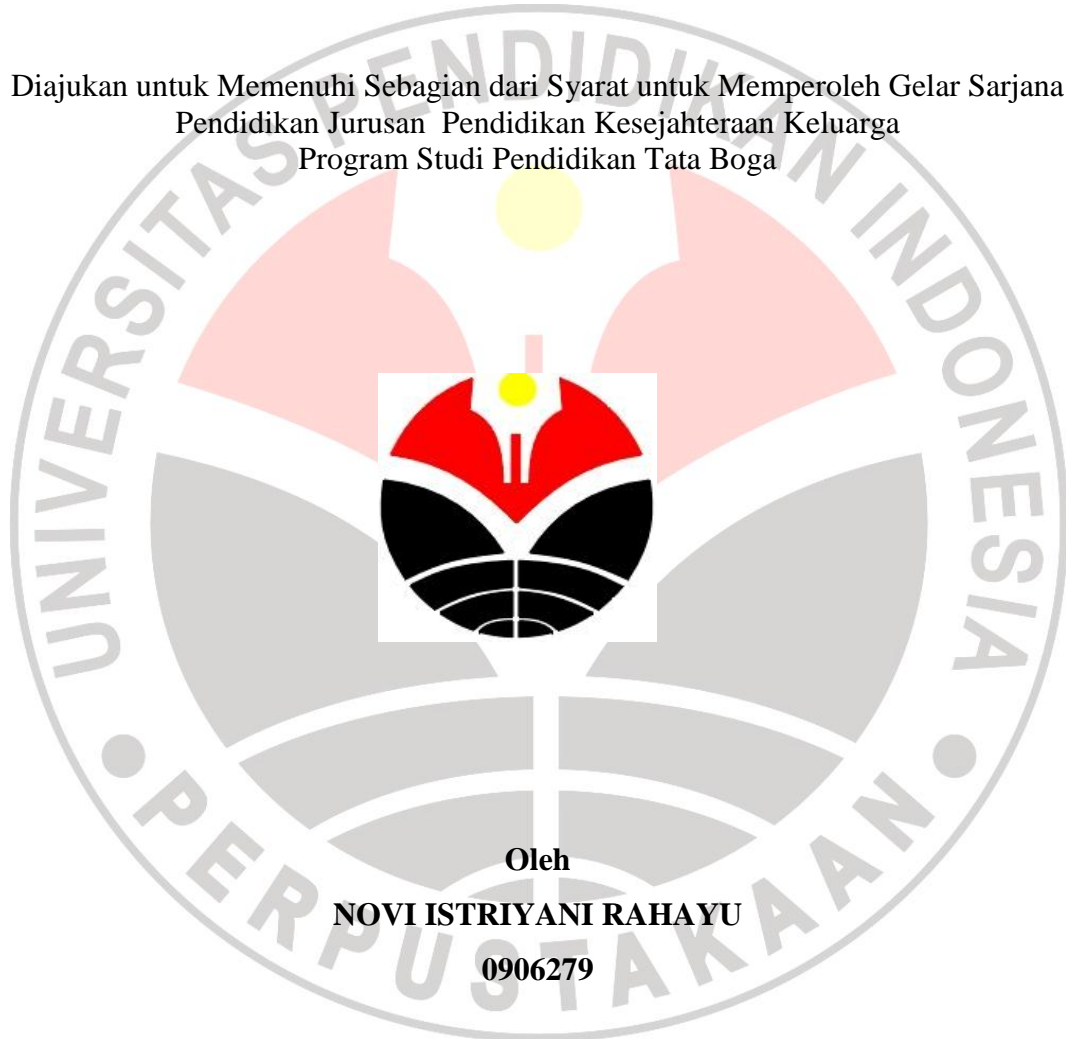 Diajukan untuk Memenuhi Sebagian dari Syarat untuk Memperoleh Gelar Sarjana
Pendidikan Jurusan Pendidikan Kesejahteraan Keluarga
Program Studi Pendidikan Tata Boga
UNIVERSITAS PENDIDIKAN INDONESIA
Oleh
NOVI ISTRIYANI RAHAYU
0906279
PERPUSTAKAAN